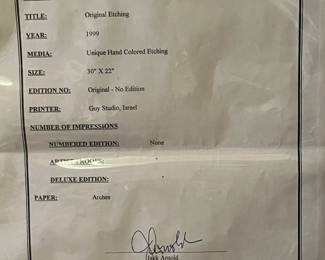 TITLE: Original Etching
YEAR: 1999
MEDIA: Unique Hand Colored Etching
SIZE: 30" X 22"
EDITION NO: Original - No Edition
PRINTER: Guy Studio, Israel
NUMBER OF IMPRESSIONS
NUMBERED EDITION: None
DELUXE EDITION: "
PAPER: Arches
Arnold